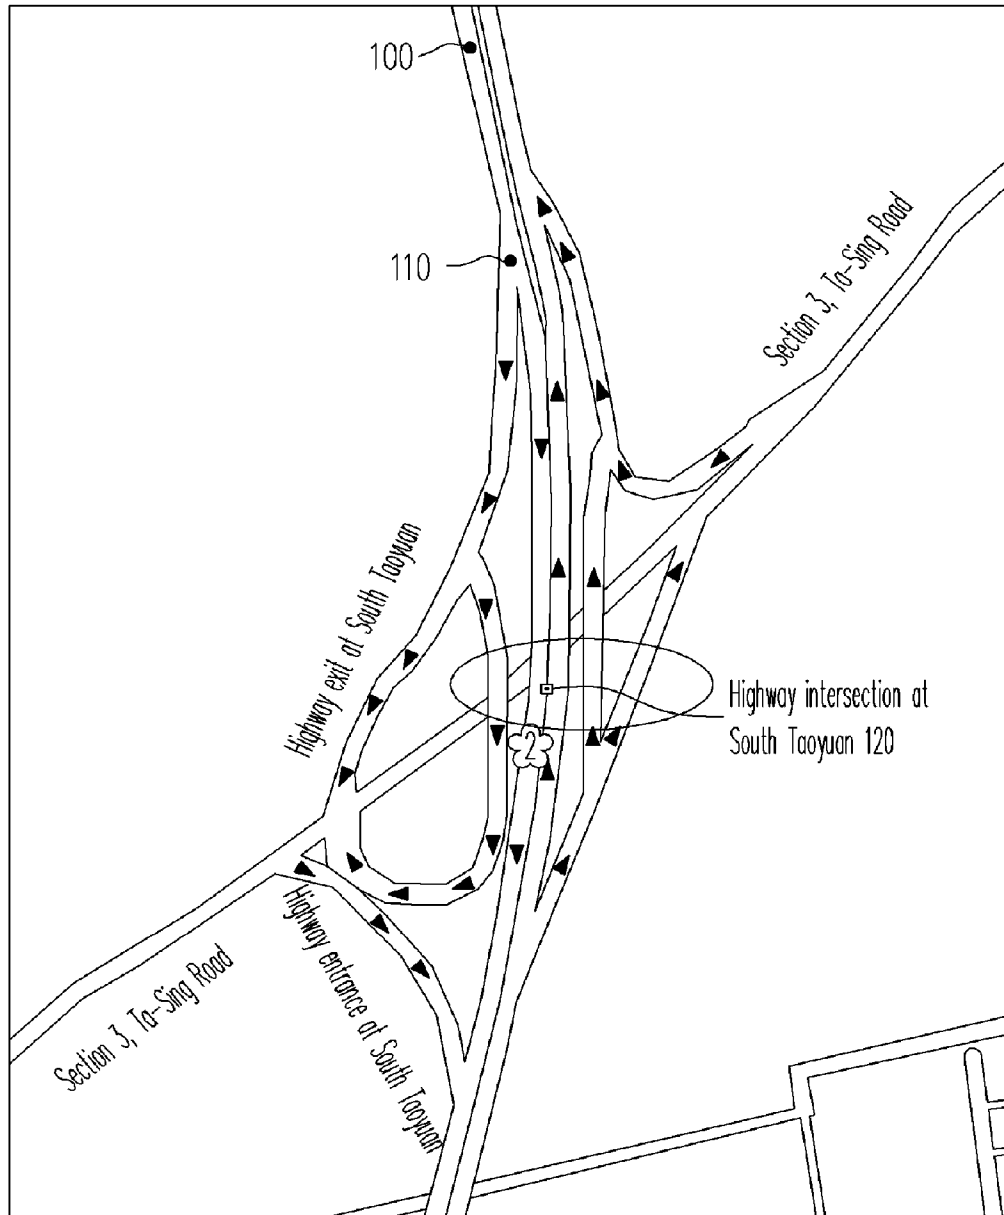 100
110
Section 3, Ta-Sing Road
Highway exit at South Taoyuan
Highway intersection at
South Taoyuan 120
2
Section 3, Ta-Sing Road
Highway entrance at South Taoyuan